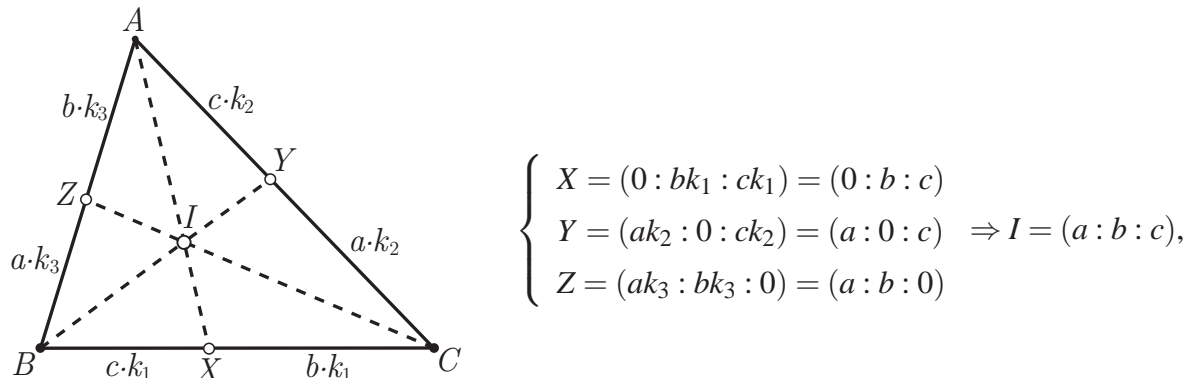 A
b·k₃
c·k₂
Z
Y
I
a·k₃
a·k₂
B
c·k₁
X
b·k₁
C
X = (0 : bk₁ : ck₁) = (0 : b : c)
Y = (ak₂ : 0 : ck₂) = (a : 0 : c) ⇒ I = (a : b : c),
Z = (ak₃ : bk₃ : 0) = (a : b : 0)